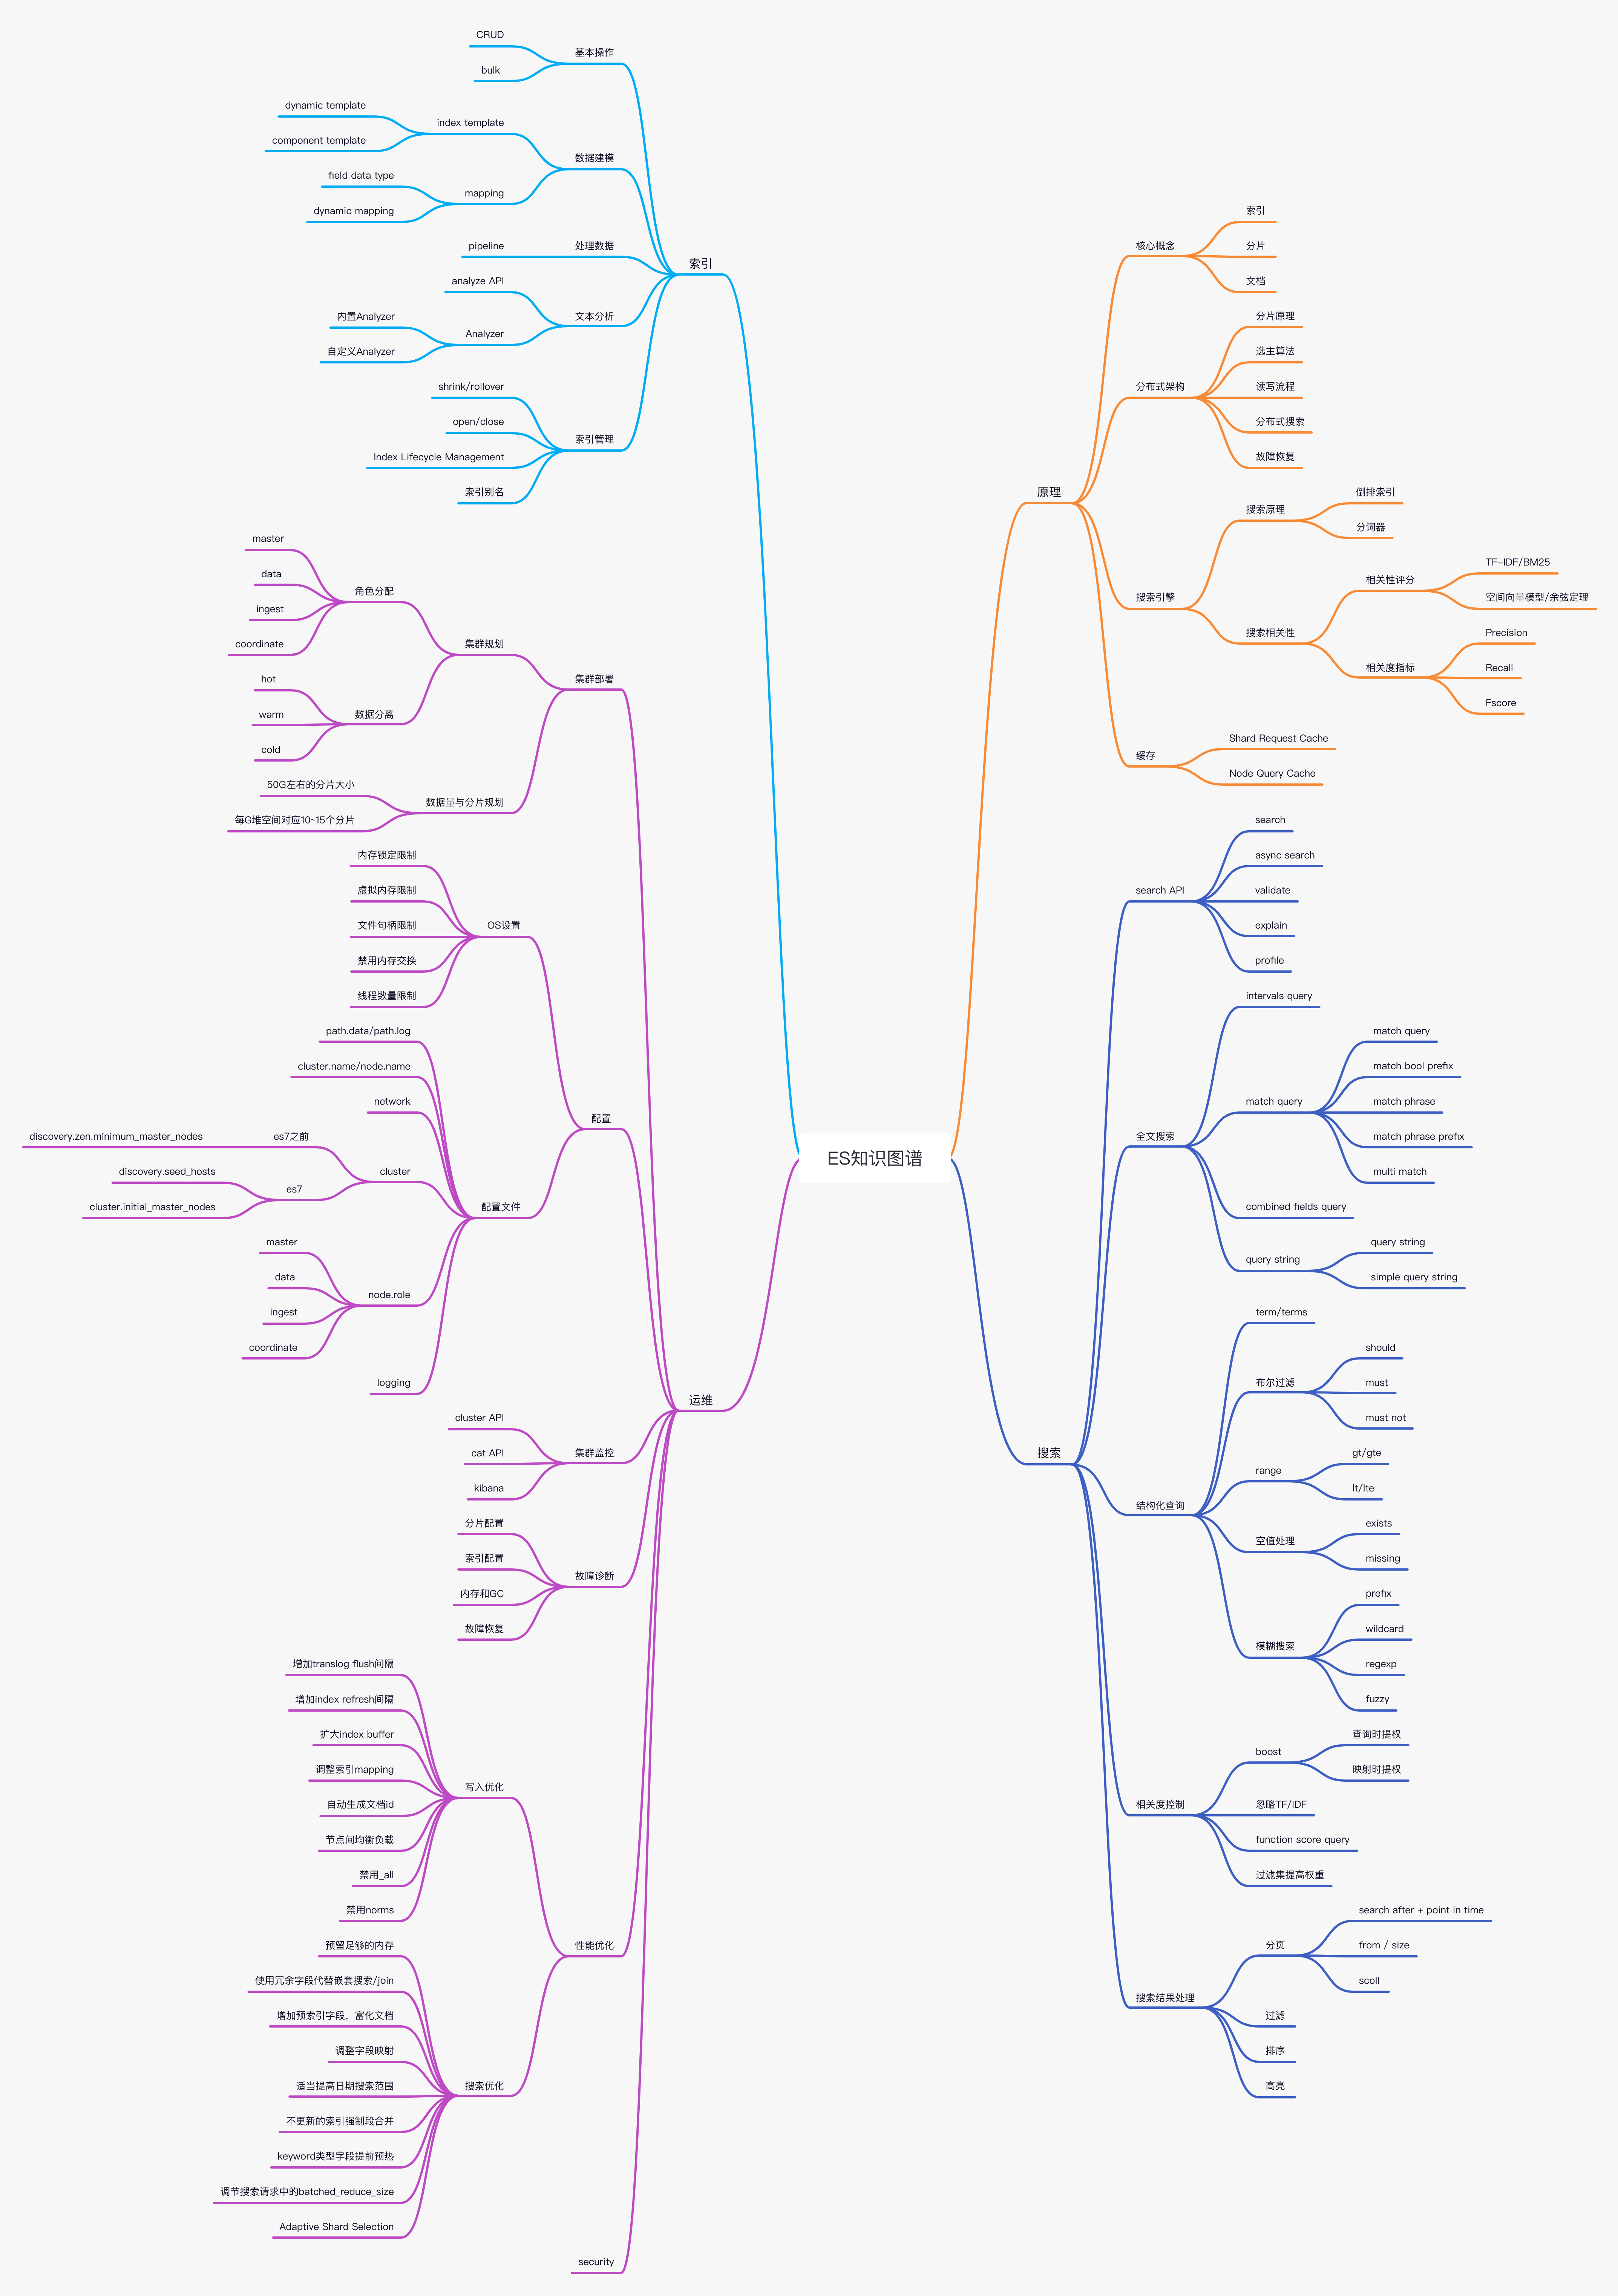 ES知识图谱
原理
核心概念
索引
分片
文档
分布式架构
分片原理
选主算法
读写流程
分布式搜索
故障恢复
搜索引擎
搜索原理
倒排索引
分词器
搜索相关性
相关性评分
TF-IDF/BM25
空间向量模型/余弦定理
相关度指标
Precision
Recall
Fscore
缓存
Shard Request Cache
Node Query Cache
搜索
search API
search
async search
validate
explain
profile
全文搜索
intervals query
match query
match query
match bool prefix
match phrase
match phrase prefix
multi match
combined fields query
query string
query string
simple query string
结构化查询
term/terms
布尔过滤
should
must
must not
range
gt/gte
lt/lte
空值处理
exists
missing
模糊搜索
prefix
wildcard
regexp
fuzzy
相关度控制
boost
查询时提权
映射时提权
忽略TF/IDF
function score query
过滤集提高权重
搜索结果处理
分页
search after + point in time
from / size
scoll
过滤
排序
高亮
索引
基本操作
CRUD
bulk
数据建模
index template
dynamic template
component template
mapping
field data type
dynamic mapping
处理数据
pipeline
文本分析
analyze API
Analyzer
内置Analyzer
自定义Analyzer
索引管理
shrink/rollover
open/close
Index Lifecycle Management
索引别名
运维
集群部署
集群规划
角色分配
master
data
ingest
coordinate
数据分离
hot
warm
cold
数据量与分片规划
50G左右的分片大小
每G堆空间对应10~15个分片
配置
OS设置
内存锁定限制
虚拟内存限制
文件句柄限制
禁用内存交换
线程数量限制
配置文件
path.data/path.log
cluster.name/node.name
network
cluster
es7之前
discovery.zen.minimum_master_nodes
es7
discovery.seed_hosts
cluster.initial_master_nodes
node.role
master
data
ingest
coordinate
logging
集群监控
cluster API
cat API
kibana
故障诊断
分片配置
索引配置
内存和GC
故障恢复
性能优化
写入优化
增加translog flush间隔
增加index refresh间隔
扩大index buffer
调整索引mapping
自动生成文档id
节点间均衡负载
禁用_all
禁用norms
搜索优化
预留足够的内存
使用冗余字段代替嵌套搜索/join
增加预索引字段，富化文档
调整字段映射
适当提高日期搜索范围
不更新的索引强制段合并
keyword类型字段提前预热
调节搜索请求中的batched_reduce_size
Adaptive Shard Selection
security